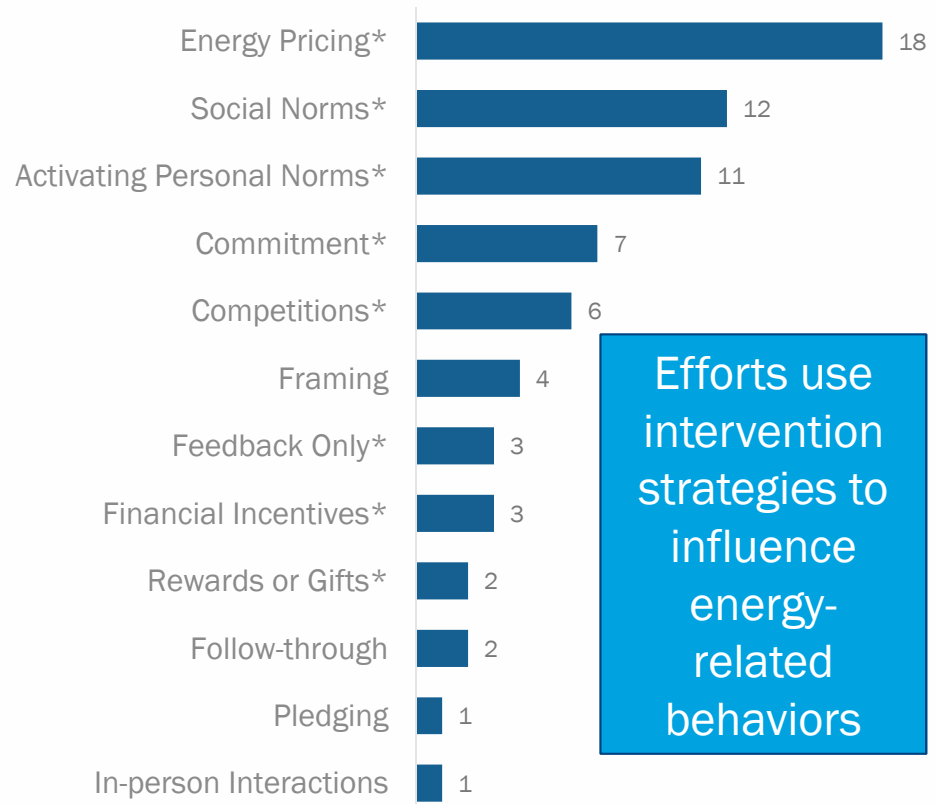 Energy Pricing* 18
Social Norms* 12
Activating Personal Norms* 11
Commitment* 7
Competitions* 6
Framing 4
Feedback Only* 3
Financial Incentives* 3
Rewards or Gifts* 2
Follow-through 2
Pledging 1
In-person Interactions 1
Efforts use
intervention
strategies to
influence
energy-
related
behaviors